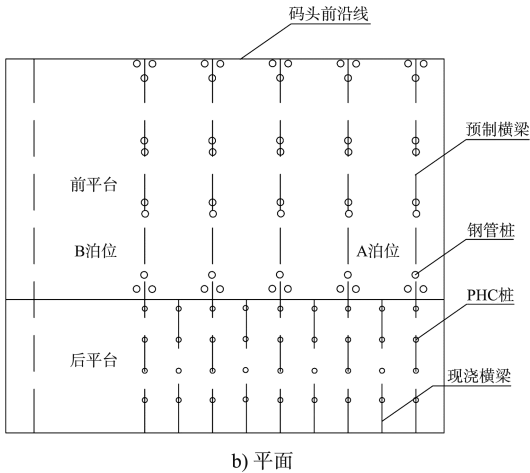 码头前沿线
预制横梁
前平台
钢管桩
B泊位
A泊位
PHC桩
后平台
现浇横梁
b) 平面